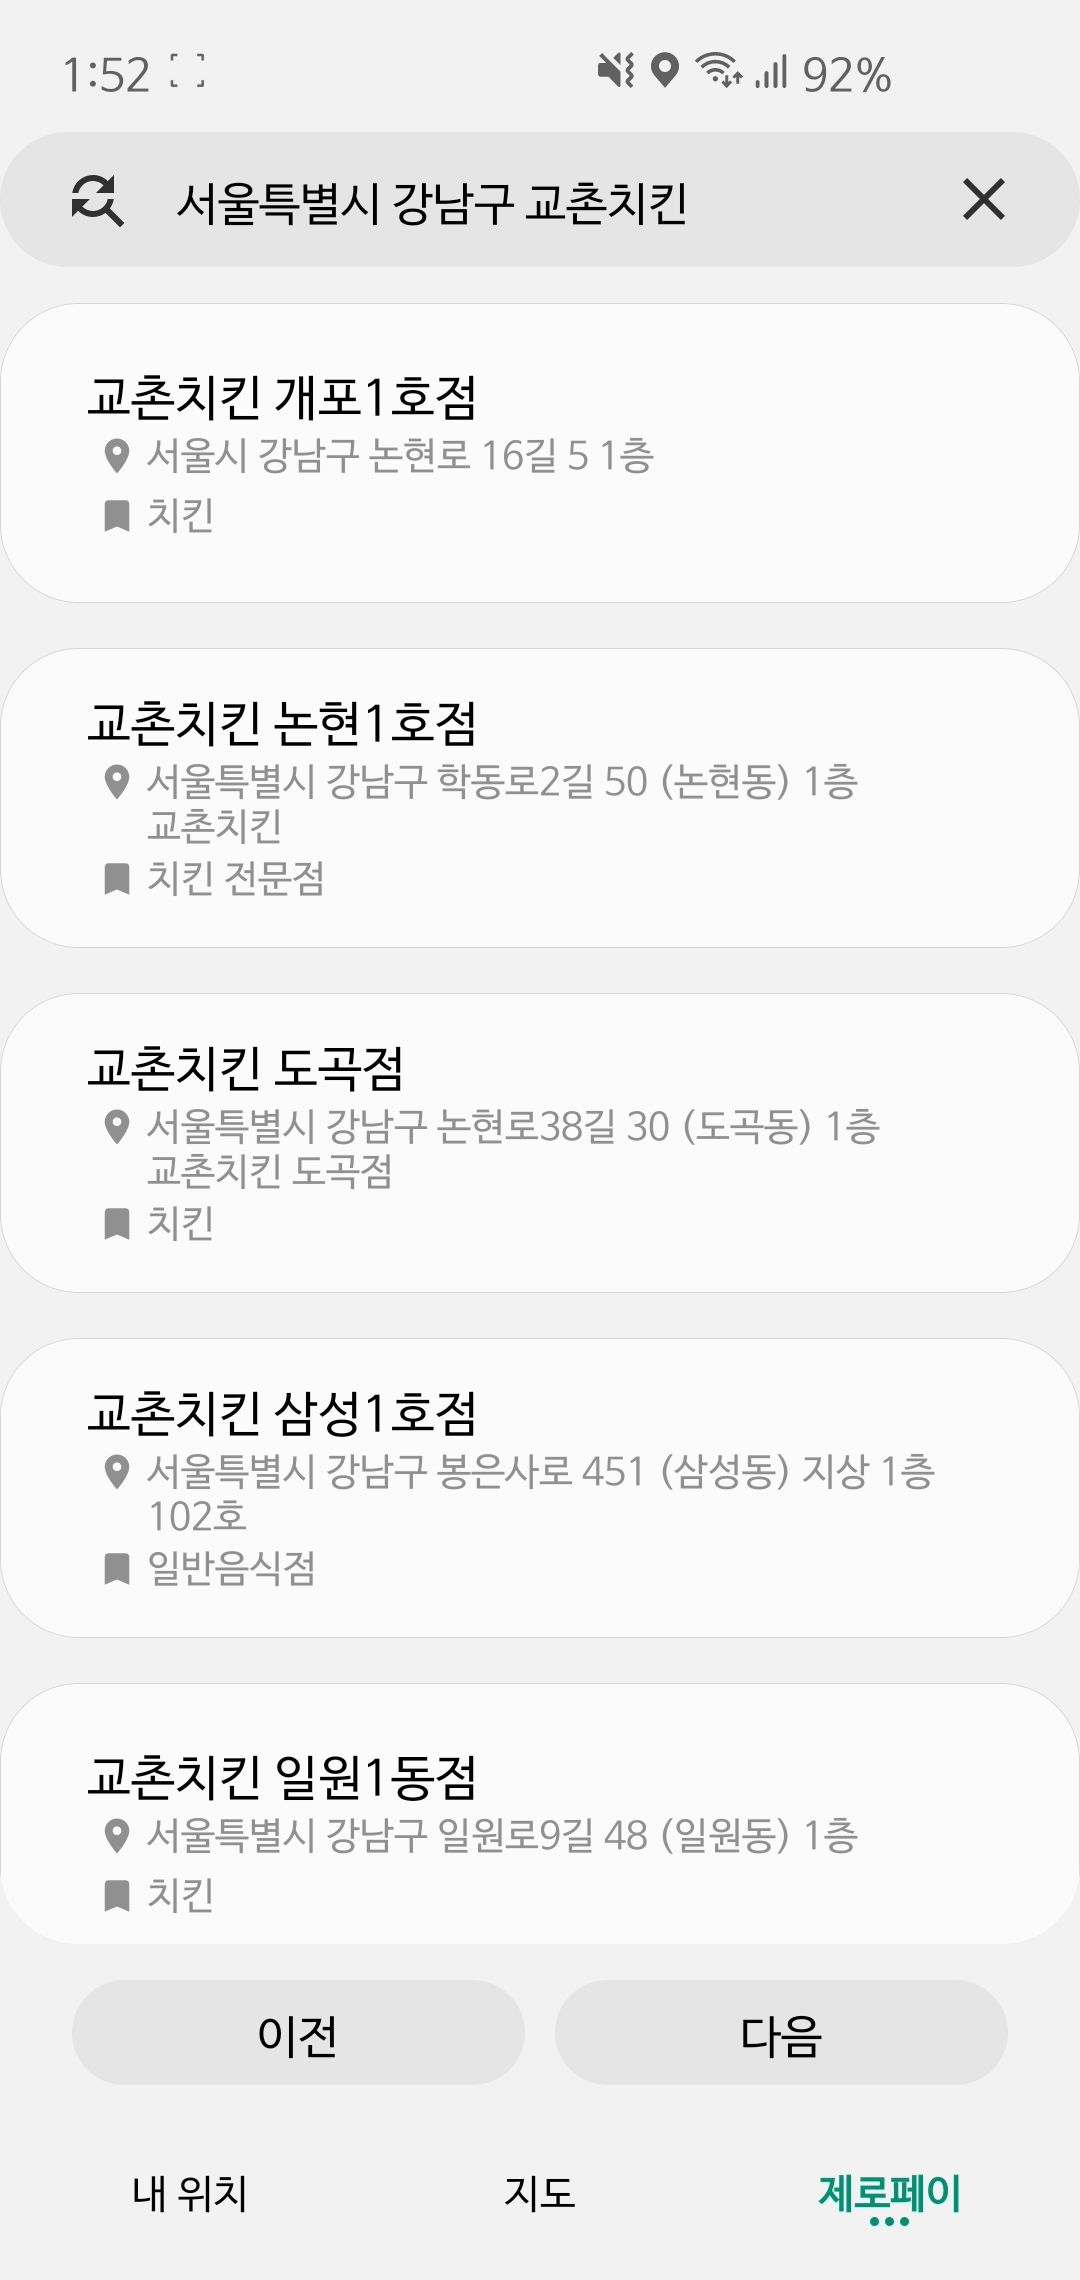 1:52
92%
서울특별시 강남구 교촌치킨
교촌치킨 개포1호점
서울시 강남구 논현로 16길 5 1층
치킨
교촌치킨 논현1호점
서울특별시 강남구 학동로2길 50 (논현동) 1층
교촌치킨
치킨 전문점
교촌치킨 도곡점
서울특별시 강남구 논현로38길 30 (도곡동) 1층
교촌치킨 도곡점
치킨
교촌치킨 삼성1호점
서울특별시 강남구 봉은사로 451 (삼성동) 지상 1층
102호
일반음식점
교촌치킨 일원1동점
서울특별시 강남구 일원로9길 48 (일원동) 1층
치킨
이전
다음
내 위치
지도
제로페이